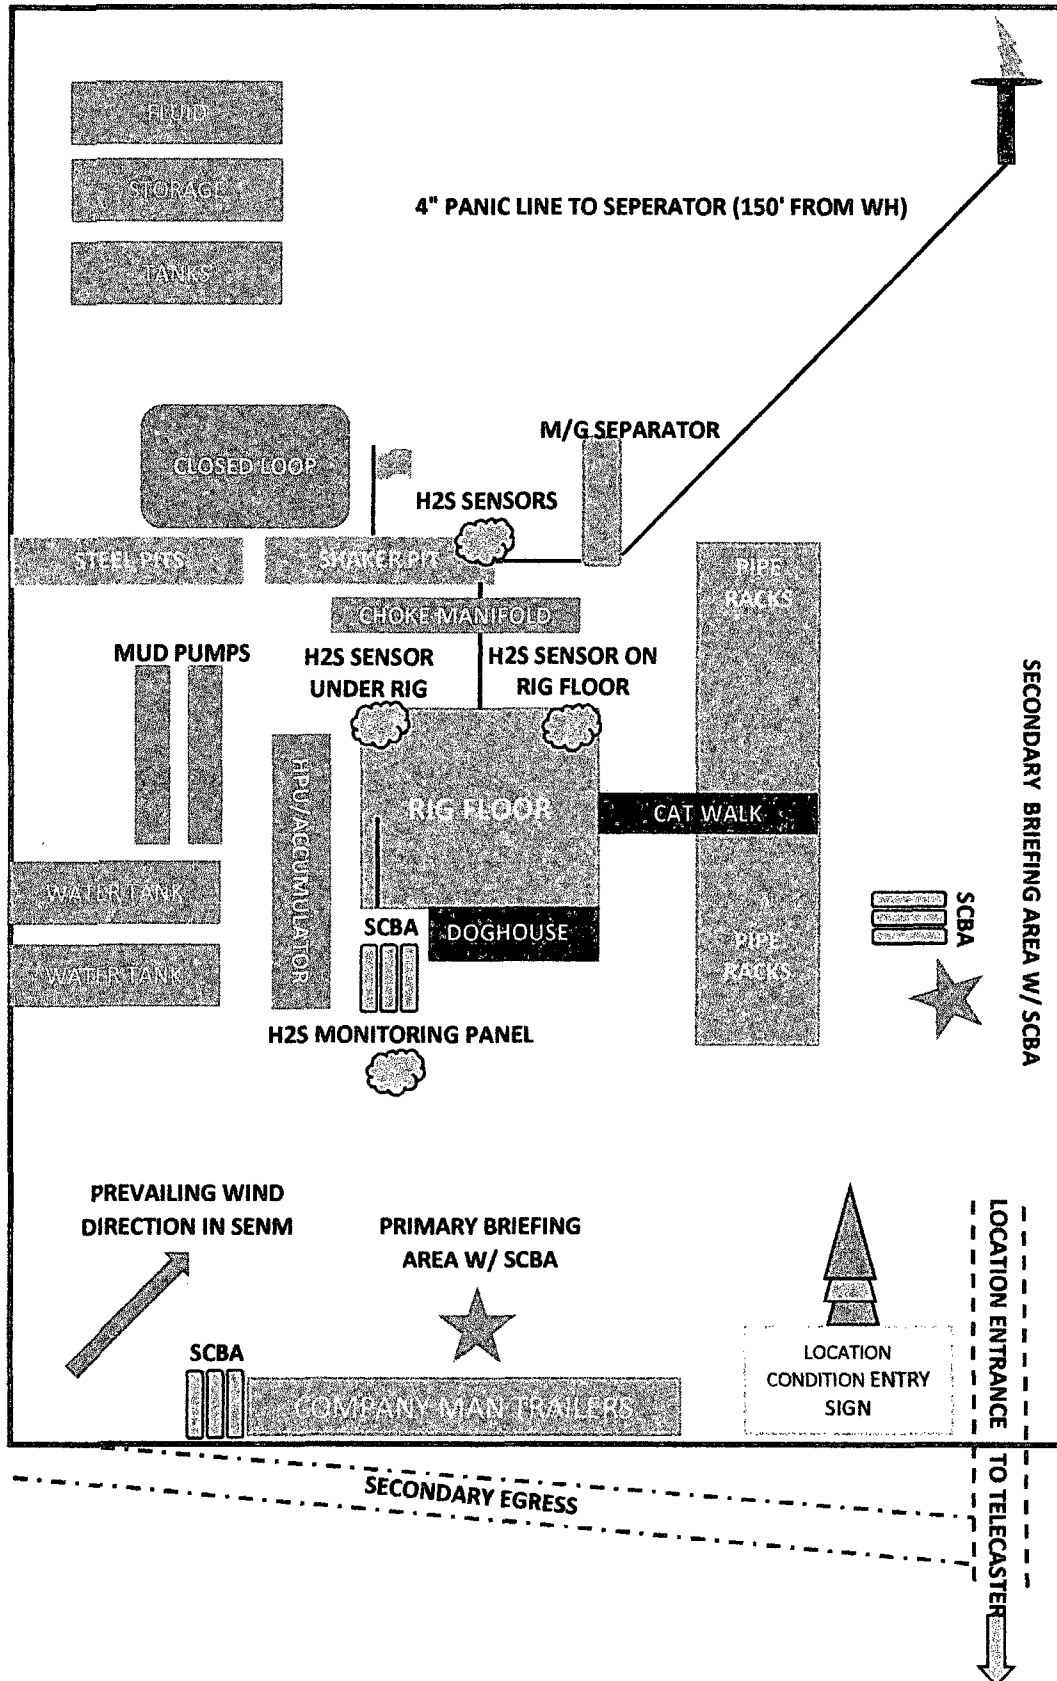 FLUID
STORAGE
TANKS
4" PANIC LINE TO SEPERATOR (150' FROM WH)
M/G SEPARATOR
CLOSED LOOP
H2S SENSORS
STEEL PITS
SHAKER PIT
PIPE
RACKS
CHOKE MANIFOLD
MUD PUMPS
H2S SENSOR
UNDER RIG
H2S SENSOR ON
RIG FLOOR
SECONDARY BRIEFING AREA W/ SCBA
HPU/ACCUMULATOR
RIG FLOOR
CAT WALK
WATER TANK
SCBA
DOGHOUSE
SCBA
PIPE
RACKS
WATER TANK
H2S MONITORING PANEL
PREVAILING WIND
DIRECTION IN SENM
PRIMARY BRIEFING
AREA W/ SCBA
LOCATION ENTRANCE TO TELECASTER
SCBA
COMPANY MAN TRAILERS
LOCATION
CONDITION ENTRY
SIGN
SECONDARY EGRESS